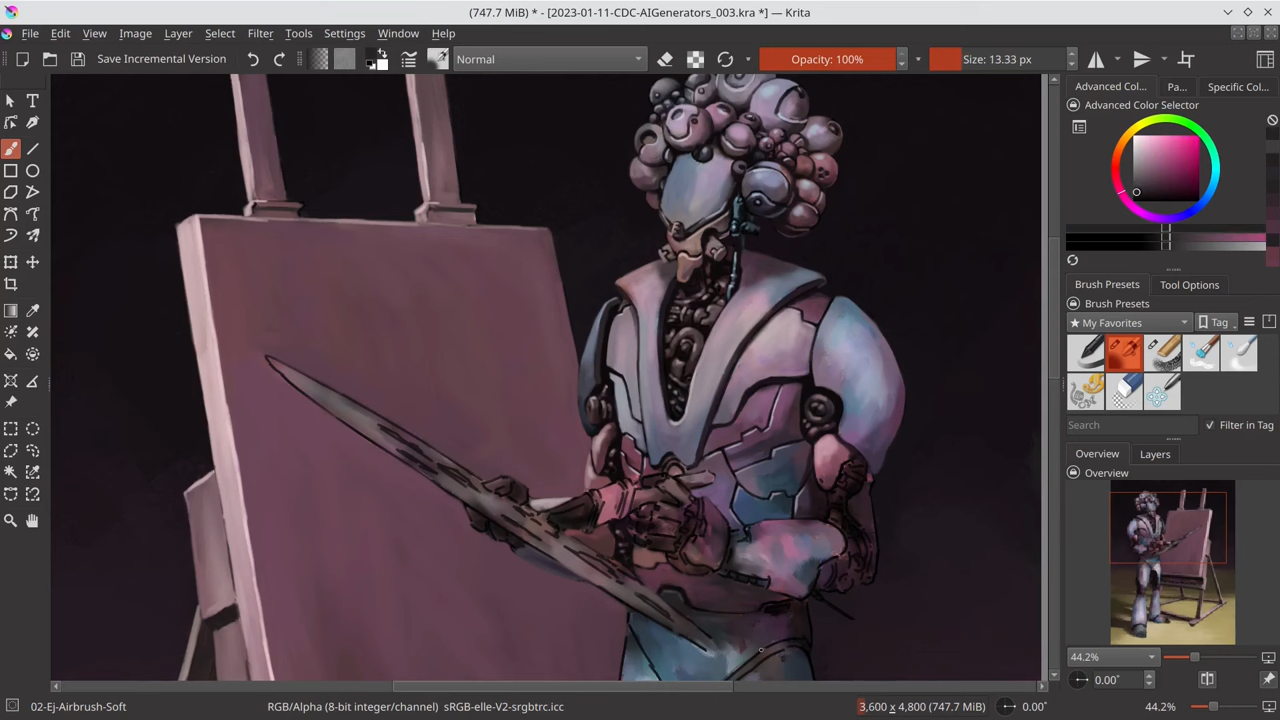 (747.7 MiB) * - [2023-01-11-CDC-AIGenerators_003.kra *] — Krita
File Edit View Image Layer Select Filter Tools Settings Window Help
Save Incremental Version Normal Opacity: 100% Size: 13.33 px
Advanced Col... Pa... Specific Col...
Advanced Color Selector
Brush Presets Tool Options
Brush Presets
★ My Favorites Tag
Search Filter in Tag
Overview Layers
Overview
44.2%
0.00°
02-Ej-Airbrush-Soft RGB/Alpha (8-bit integer/channel) sRGB-elle-V2-srgbtrc.icc 3,600 x 4,800 (747.7 MiB) 0.00° 44.2%